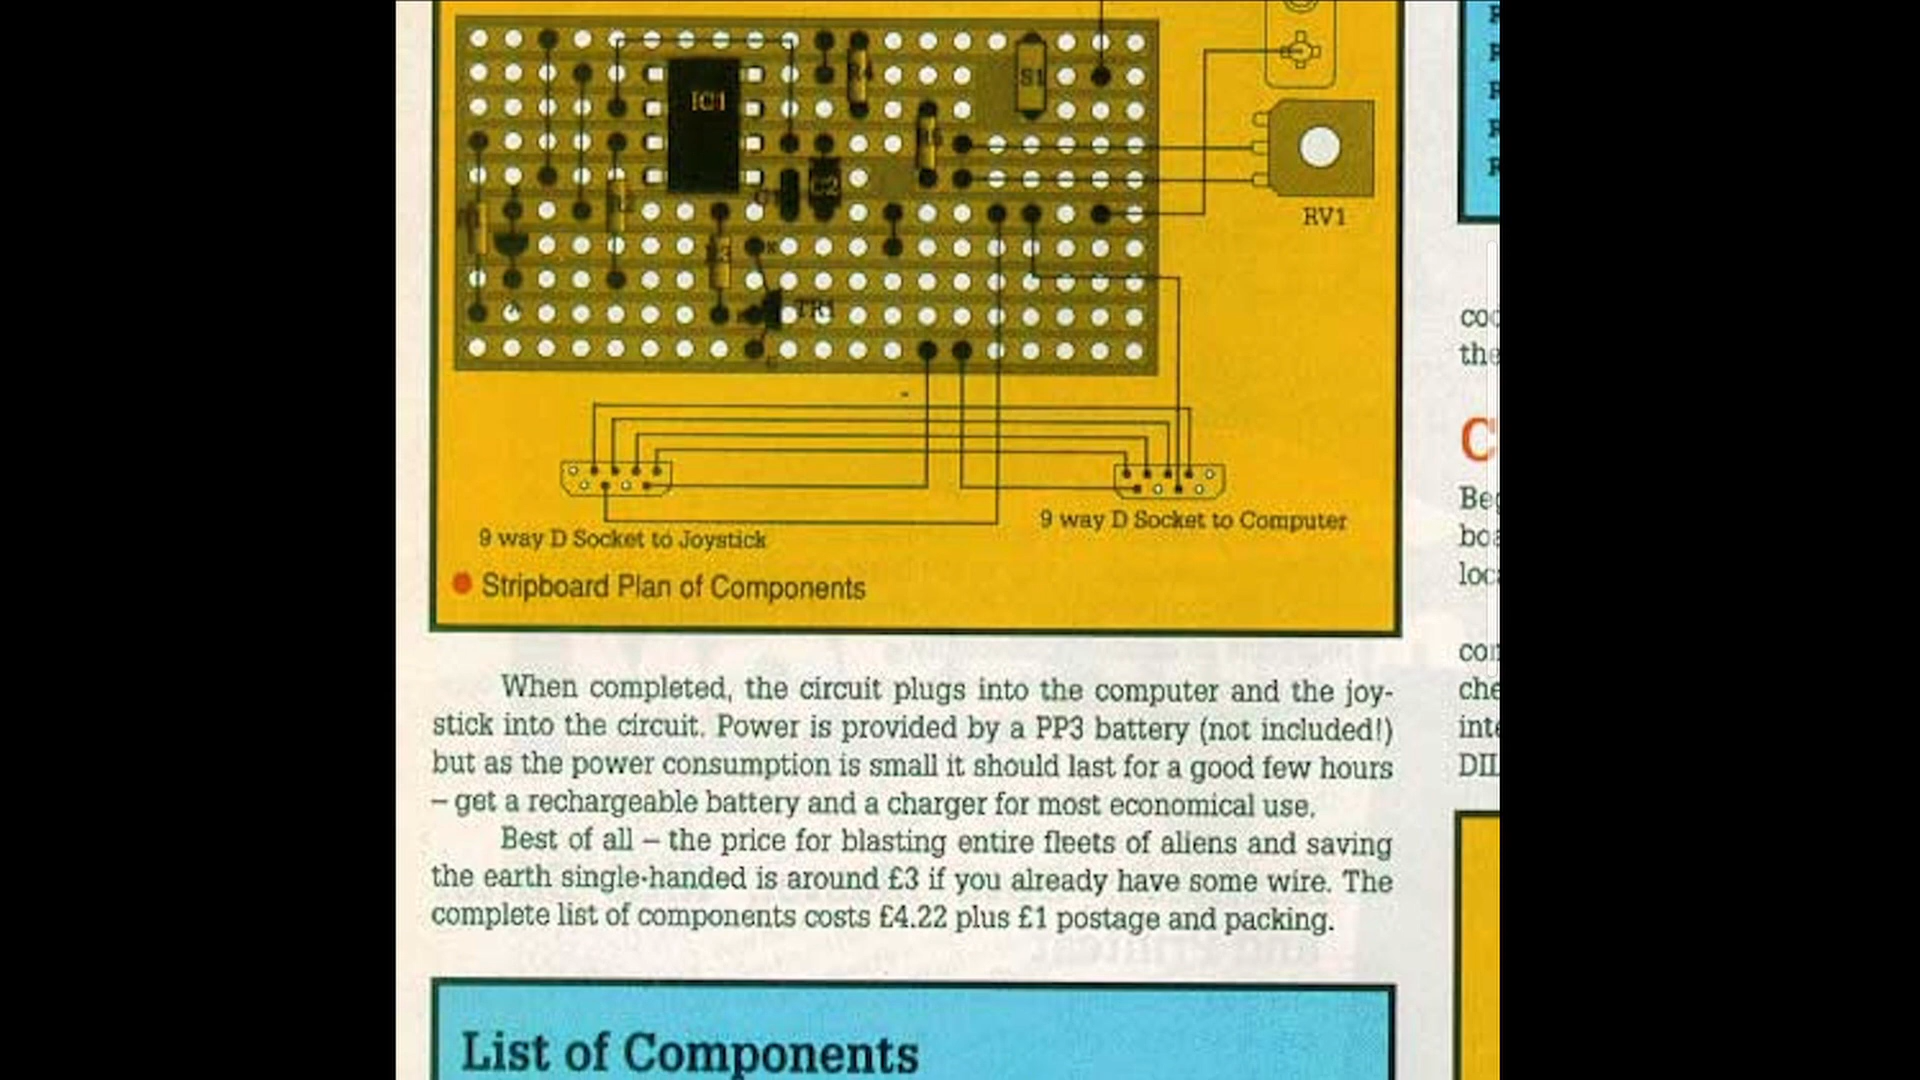 IC1
R4
S1
C2
R3
TR1
RV1
9 way D Socket to Joystick
9 way D Socket to Computer
Stripboard Plan of Components
When completed, the circuit plugs into the computer and the joy-
stick into the circuit. Power is provided by a PP3 battery (not included!)
but as the power consumption is small it should last for a good few hours
– get a rechargeable battery and a charger for most economical use.
Best of all – the price for blasting entire fleets of aliens and saving
the earth single-handed is around £3 if you already have some wire. The
complete list of components costs £4.22 plus £1 postage and packing.
List of Components